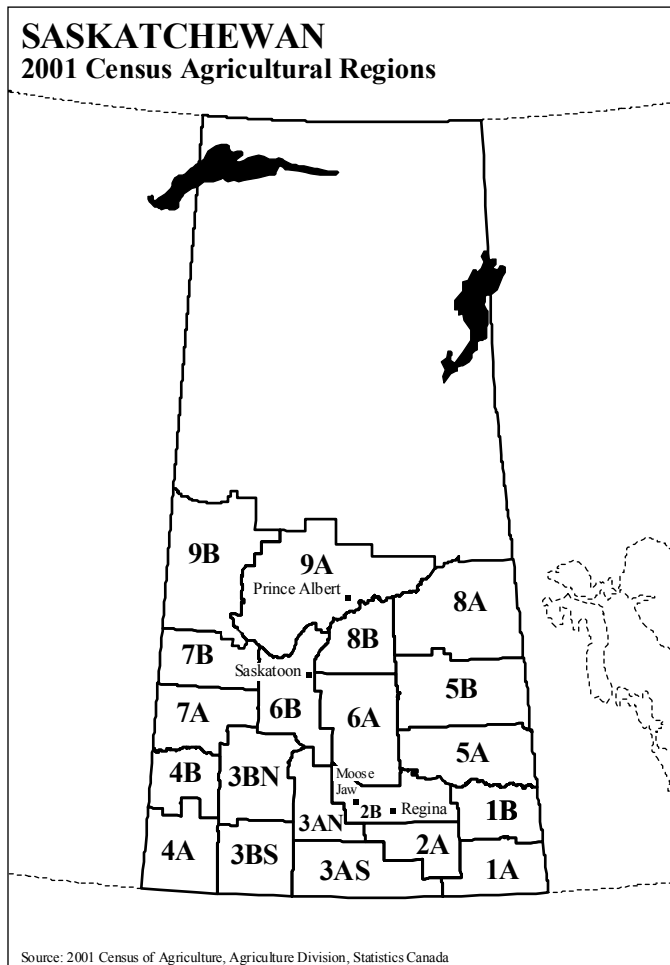 SASKATCHEWAN
2001 Census Agricultural Regions
9B
9A
Prince Albert
8A
8B
7B
Saskatoon
5B
7A
6B
6A
5A
4B
3BN
Moose
Jaw
2B
Regina
1B
3AN
2A
4A
3BS
3AS
1A
Source: 2001 Census of Agriculture, Agriculture Division, Statistics Canada